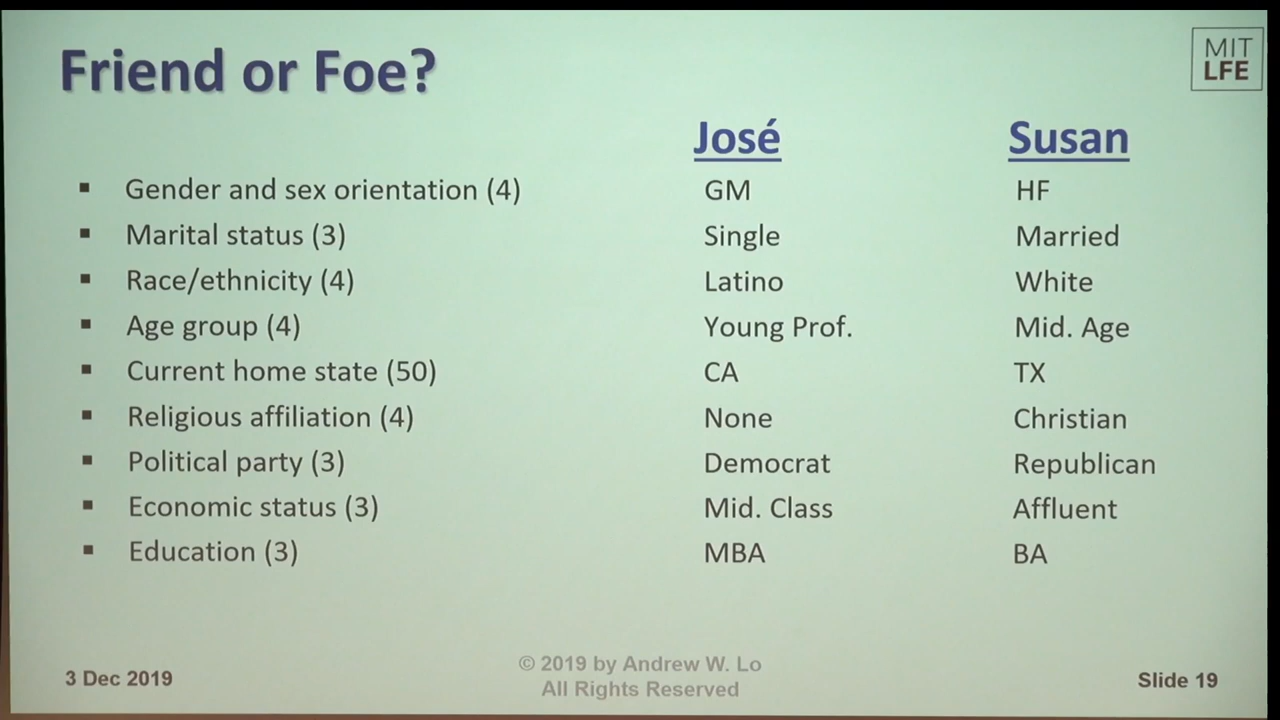 Friend or Foe?
MIT
LFE
José Susan
Gender and sex orientation (4) GM HF
Marital status (3) Single Married
Race/ethnicity (4) Latino White
Age group (4) Young Prof. Mid. Age
Current home state (50) CA TX
Religious affiliation (4) None Christian
Political party (3) Democrat Republican
Economic status (3) Mid. Class Affluent
Education (3) MBA BA
3 Dec 2019
© 2019 by Andrew W. Lo
All Rights Reserved
Slide 19